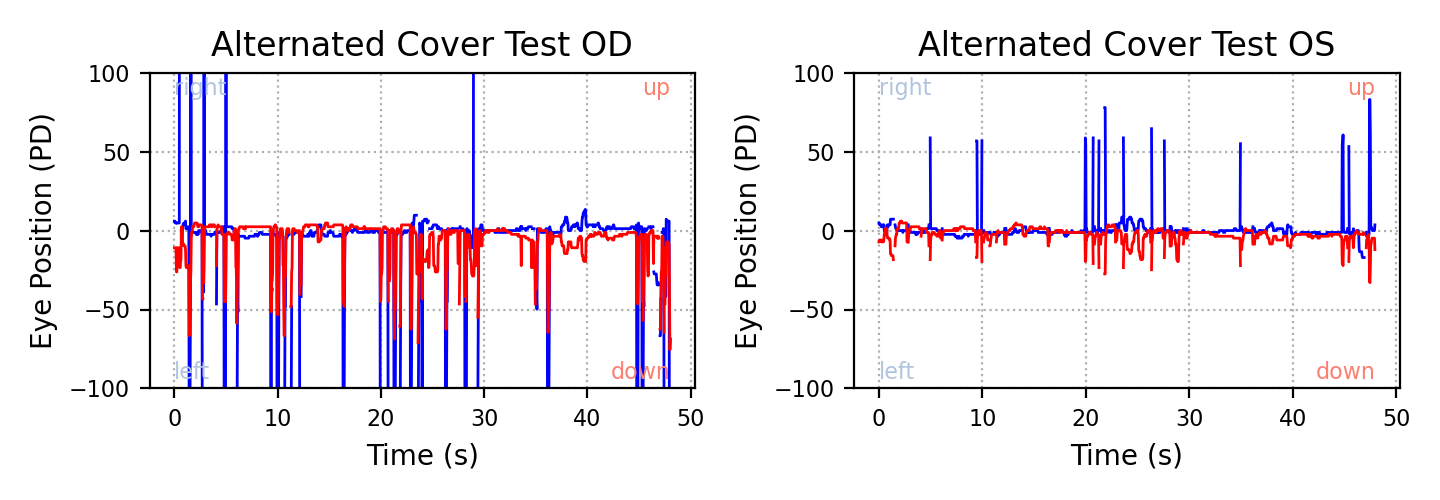 Alternated Cover Test OD
100
50
0
−50
−100
Eye Position (PD)
right
up
left
down
0
10
20
30
40
50
Time (s)
Alternated Cover Test OS
100
50
0
−50
−100
Eye Position (PD)
right
up
left
down
0
10
20
30
40
50
Time (s)